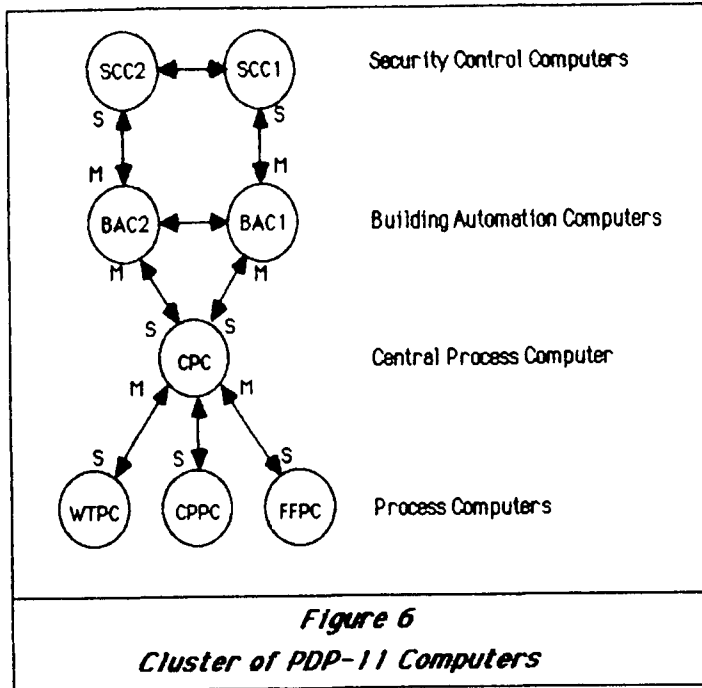 SCC2 SCC1 Security Control Computers
S S
M M
BAC2 BAC1 Building Automation Computers
M M
S S
CPC Central Process Computer
M M
S S S
WTPC CPPC FFPC Process Computers
Figure 6
Cluster of PDP-11 Computers